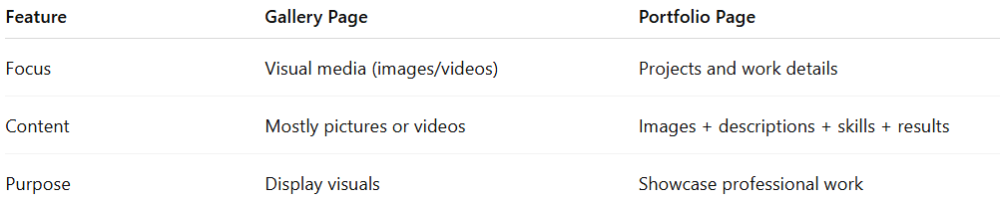 Feature Gallery Page Portfolio Page
Focus Visual media (images/videos) Projects and work details
Content Mostly pictures or videos Images + descriptions + skills + results
Purpose Display visuals Showcase professional work